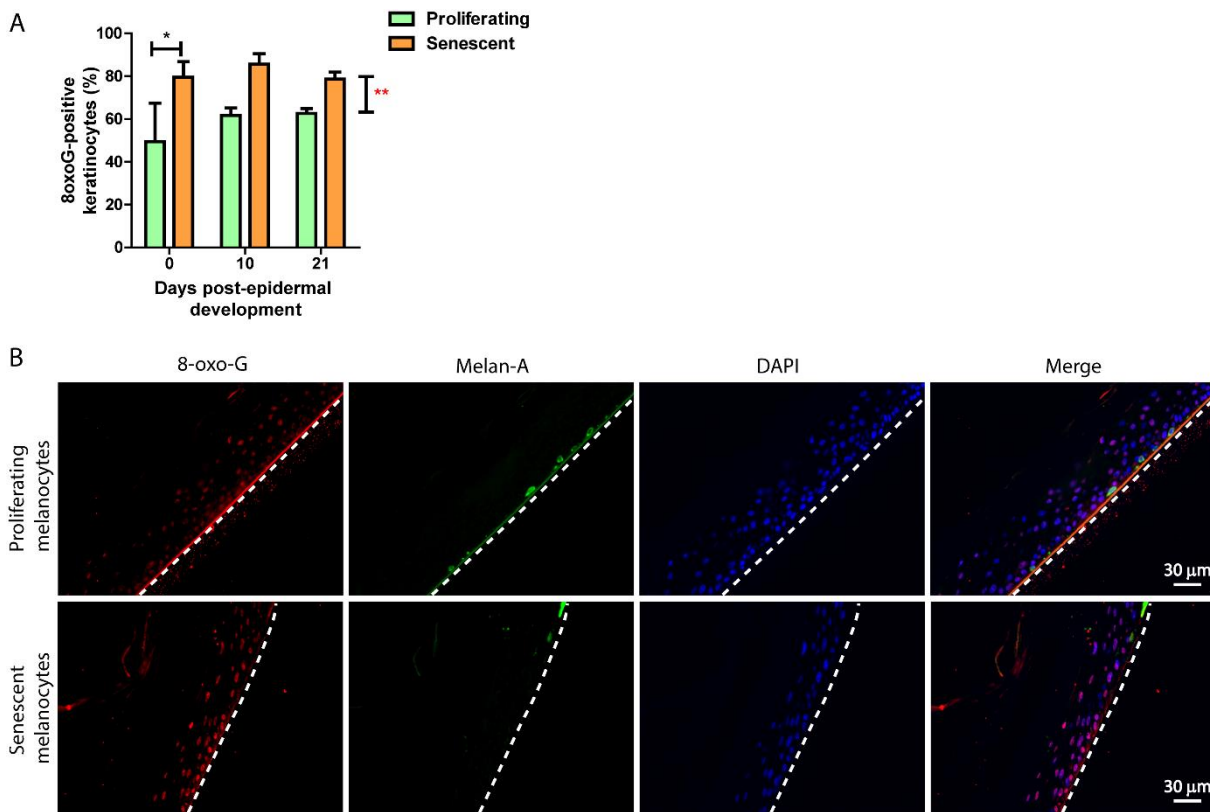 A
Proliferating
Senescent
8oxoG-positive
keratinocytes (%)
100
80
60
40
20
0
*
**
0 10 21
Days post-epidermal
development
B
8-oxo-G Melan-A DAPI Merge
Proliferating
melanocytes
30 μm
Senescent
melanocytes
30 μm